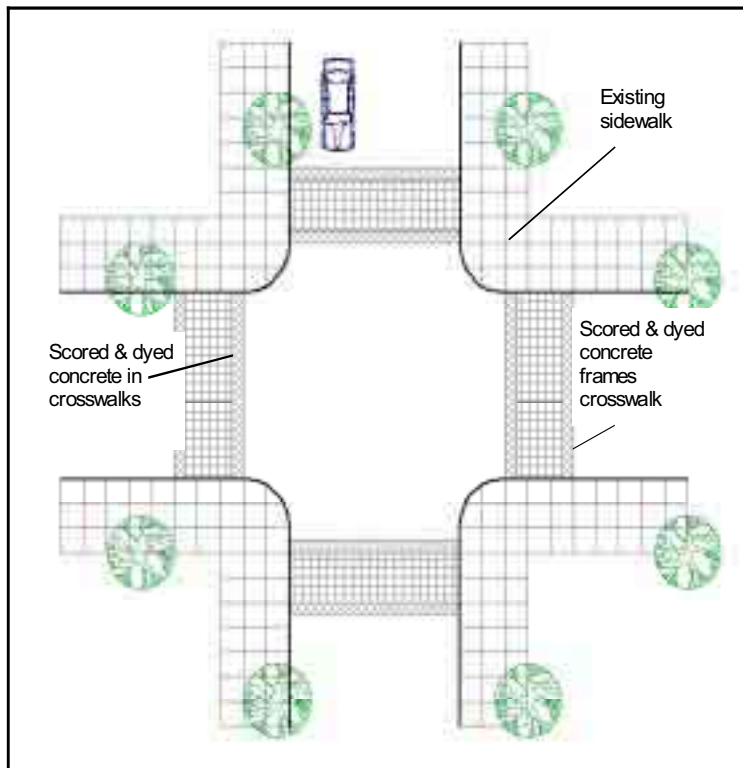 Existing
sidewalk
Scored & dyed
concrete in
crosswalks
Scored & dyed
concrete
frames
crosswalk